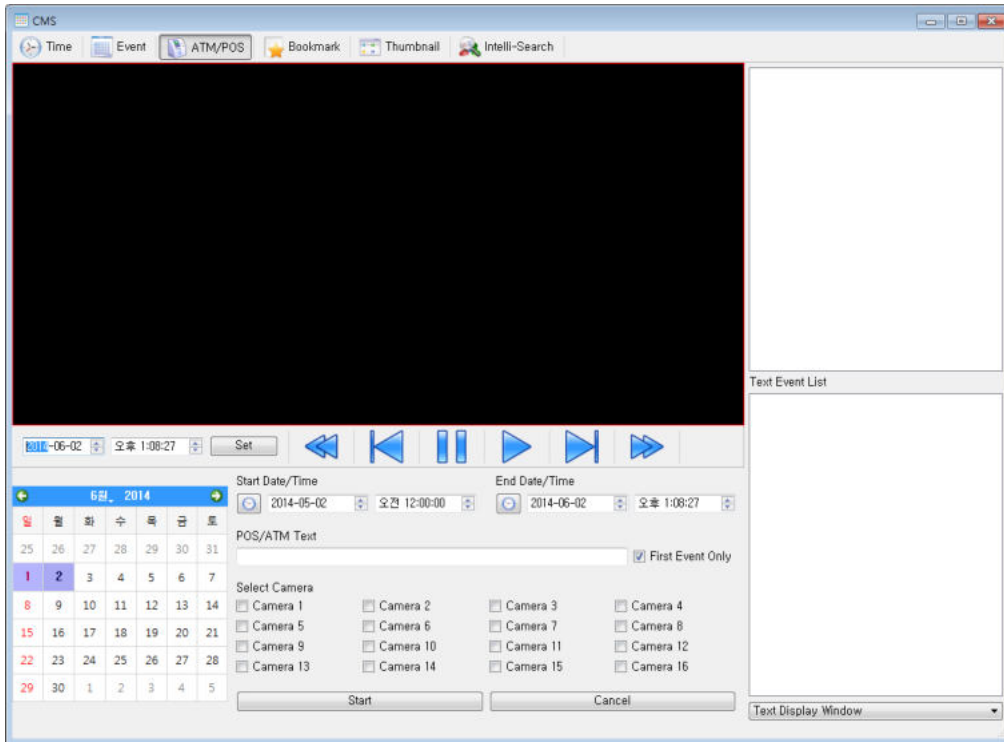 CMS
Time Event ATM/POS Bookmark Thumbnail Intelli-Search
Text Event List
2014-06-02 오후 1:08:27 Set
6월, 2014
일 월 화 수 목 금 토
25 26 27 28 29 30 31
1 2 3 4 5 6 7
8 9 10 11 12 13 14
15 16 17 18 19 20 21
22 23 24 25 26 27 28
29 30 1 2 3 4 5
Start Date/Time End Date/Time
2014-05-02 오전 12:00:00 2014-06-02 오후 1:08:27
POS/ATM Text
First Event Only
Select Camera
Camera 1 Camera 2 Camera 3 Camera 4
Camera 5 Camera 6 Camera 7 Camera 8
Camera 9 Camera 10 Camera 11 Camera 12
Camera 13 Camera 14 Camera 15 Camera 16
Start Cancel
Text Display Window